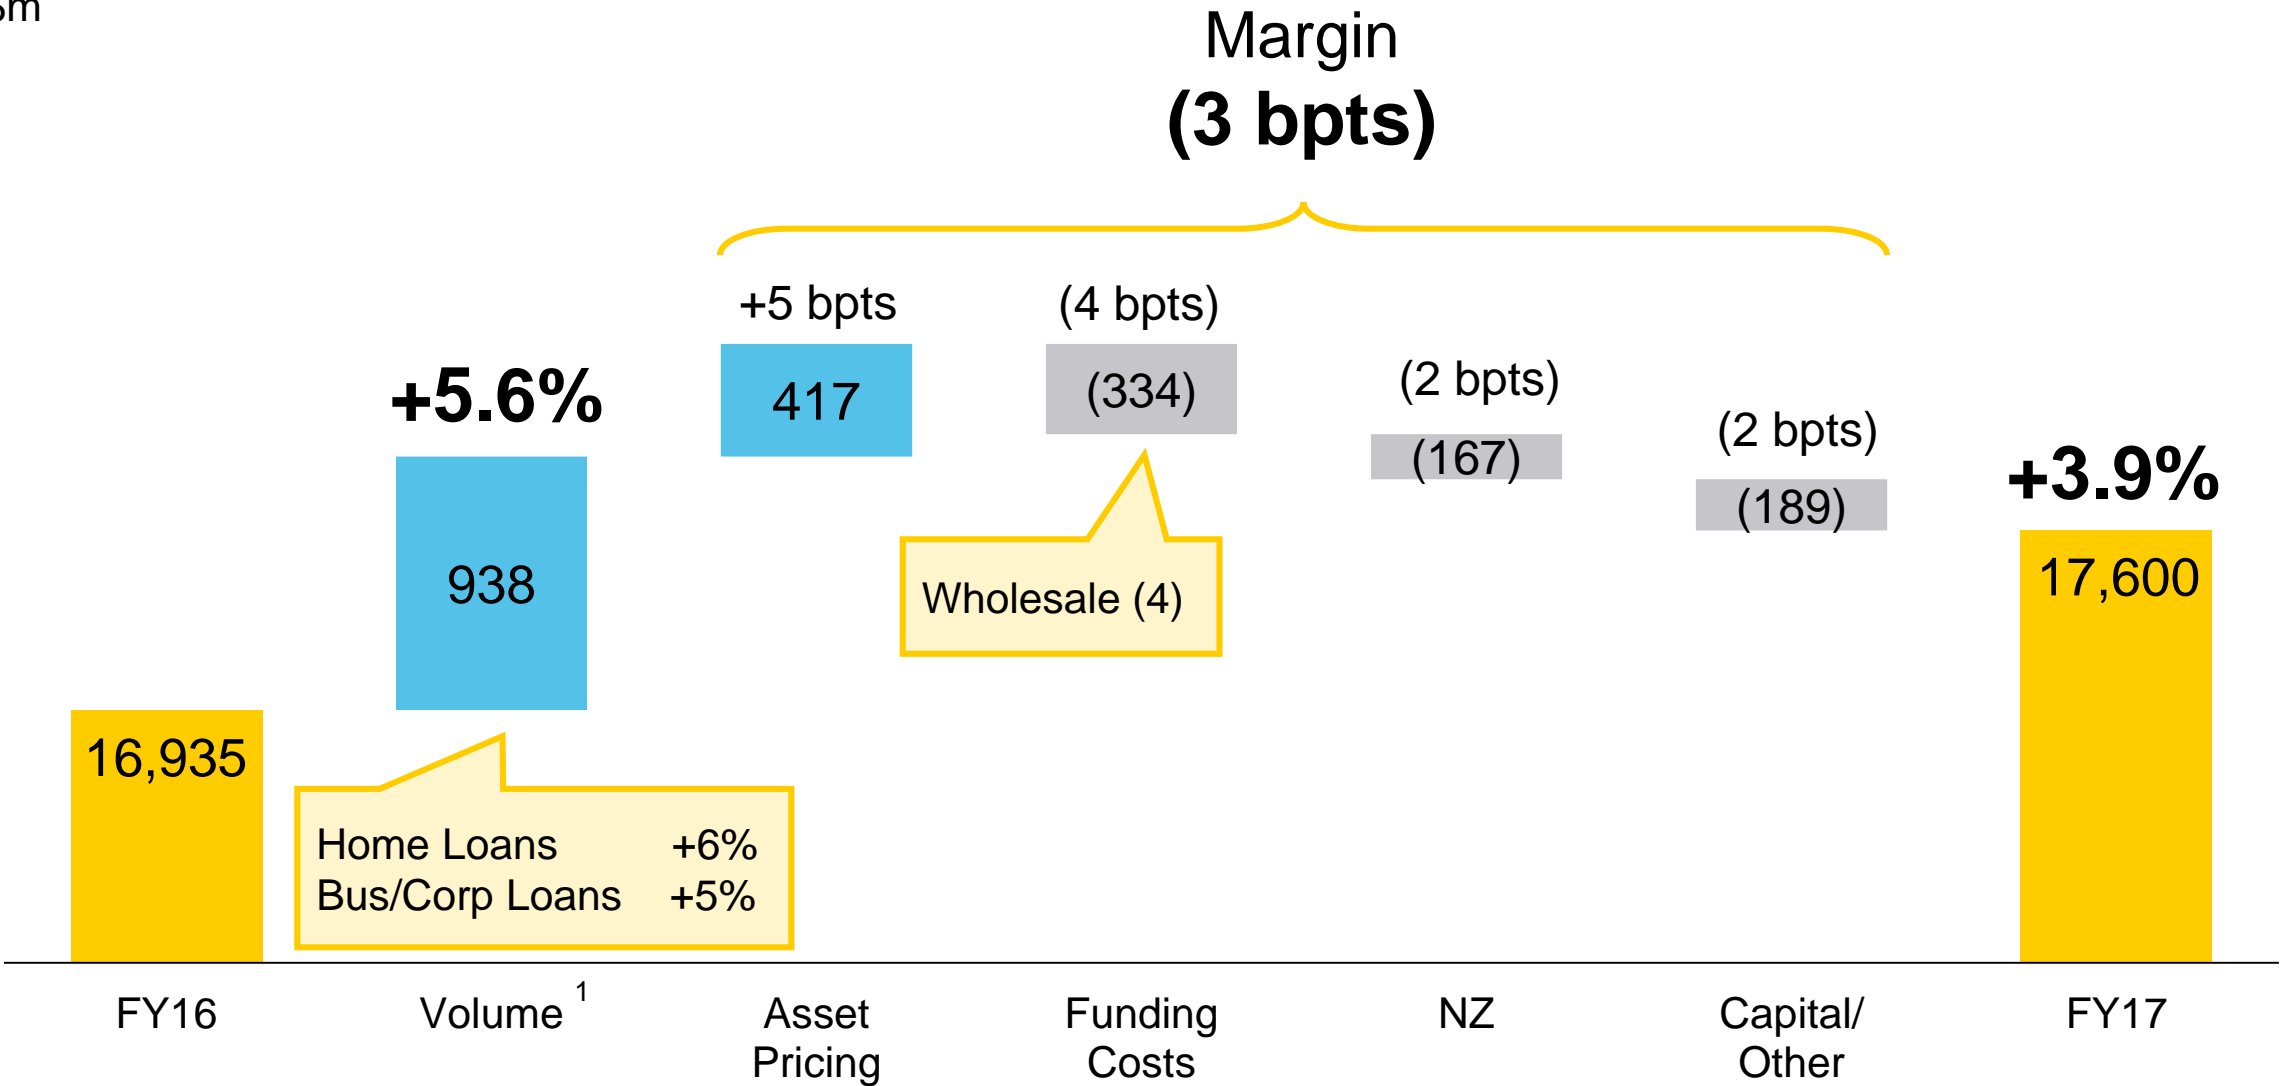 Margin
(3 bpts)
+5 bpts
(4 bpts)
(2 bpts)
(2 bpts)
+5.6%
+3.9%
417
(334)
(167)
(189)
938
17,600
16,935
Wholesale (4)
Home Loans +6%
Bus/Corp Loans +5%
FY16
Volume 1
Asset
Pricing
Funding
Costs
NZ
Capital/
Other
FY17